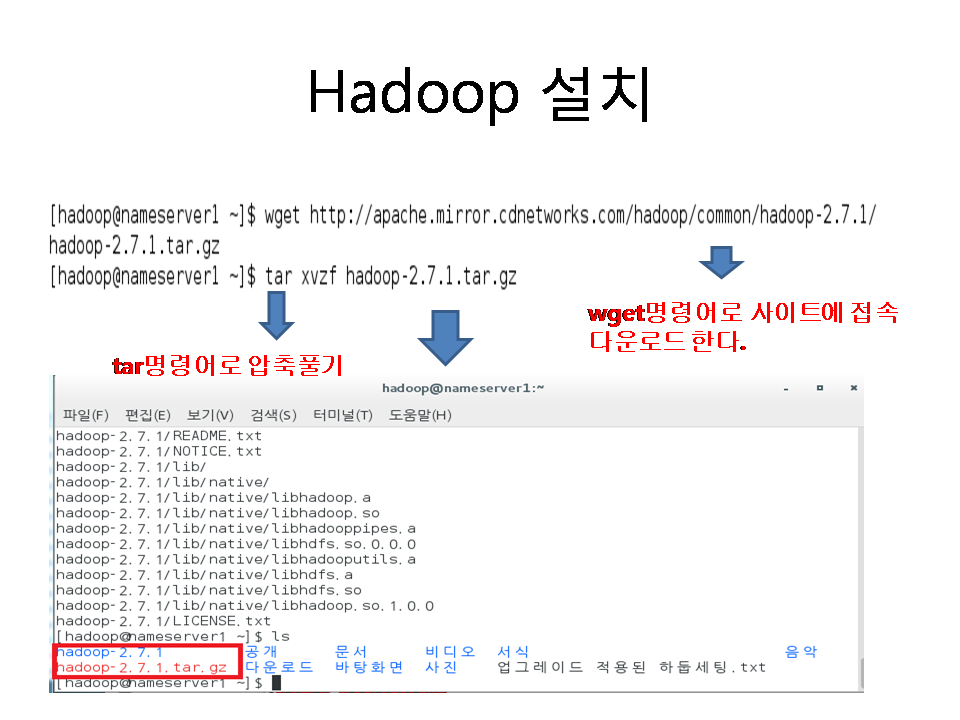 Hadoop 설치
[hadoop@nameserver1 ~]$ wget http://apache.mirror.cdnetworks.com/hadoop/common/hadoop-2.7.1/
hadoop-2.7.1.tar.gz
[hadoop@nameserver1 ~]$ tar xvzf hadoop-2.7.1.tar.gz
wget명령어로 사이트에 접속
다운로드 한다.
tar명령어로 압축풀기
hadoop@nameserver1:~
파일(F) 편집(E) 보기(V) 검색(S) 터미널(T) 도움말(H)
hadoop-2.7.1/README.txt
hadoop-2.7.1/NOTICE.txt
hadoop-2.7.1/lib/
hadoop-2.7.1/lib/native/
hadoop-2.7.1/lib/native/libhadoop.a
hadoop-2.7.1/lib/native/libhadoop.so
hadoop-2.7.1/lib/native/libhadooppipes.a
hadoop-2.7.1/lib/native/libhdfs.so.0.0.0
hadoop-2.7.1/lib/native/libhadooputils.a
hadoop-2.7.1/lib/native/libhdfs.a
hadoop-2.7.1/lib/native/libhdfs.so
hadoop-2.7.1/lib/native/libhadoop.so.1.0.0
hadoop-2.7.1/LICENSE.txt
[hadoop@nameserver1 ~]$ ls
hadoop-2.7.1 공개 문서 비디오 서식 음악
hadoop-2.7.1.tar.gz 다운로드 바탕화면 사진 업그레이드 적용된 하둡세팅.txt
[hadoop@nameserver1 ~]$